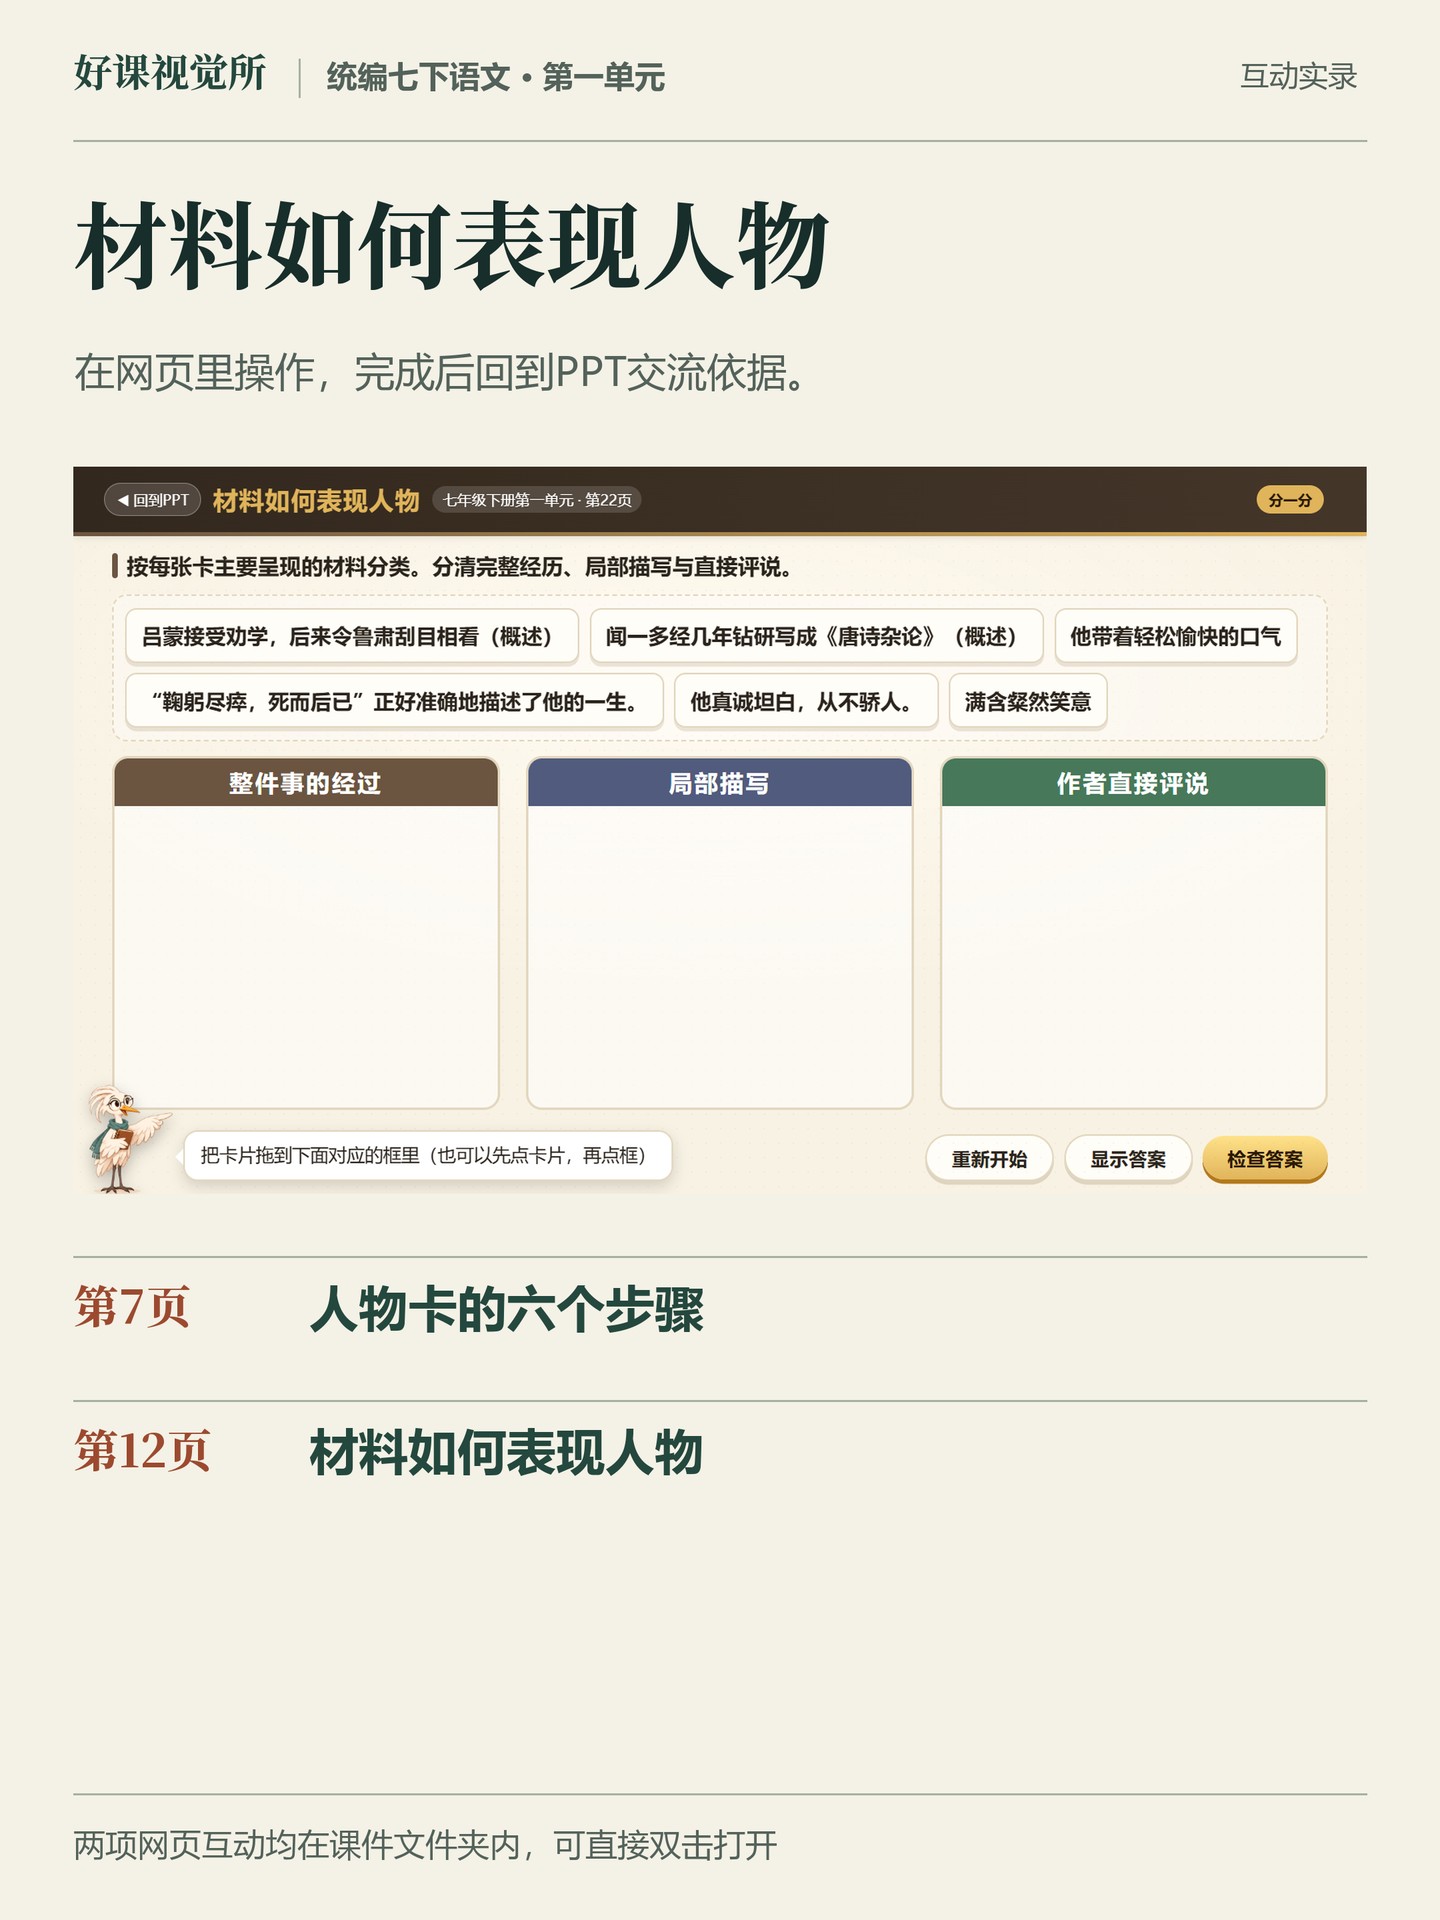 好课视觉所
统编七下语文·第一单元
互动实录
材料如何表现人物
在网页里操作，完成后回到PPT交流依据。
◀ 回到PPT
材料如何表现人物
七年级下册第一单元·第22页
分一分
按每张卡主要呈现的材料分类。分清完整经历、局部描写与直接评说。
吕蒙接受劝学，后来令鲁肃刮目相看（概述）
闻一多经几年钻研写成《唐诗杂论》（概述）
他带着轻松愉快的口气
“鞠躬尽瘁，死而后已”正好准确地描述了他的一生。
他真诚坦白，从不骄人。
满含粲然笑意
整件事的经过
局部描写
作者直接评说
把卡片拖到下面对应的框里（也可以先点卡片，再点框）
重新开始
显示答案
检查答案
第7页
人物卡的六个步骤
第12页
材料如何表现人物
两项网页互动均在课件文件夹内，可直接双击打开